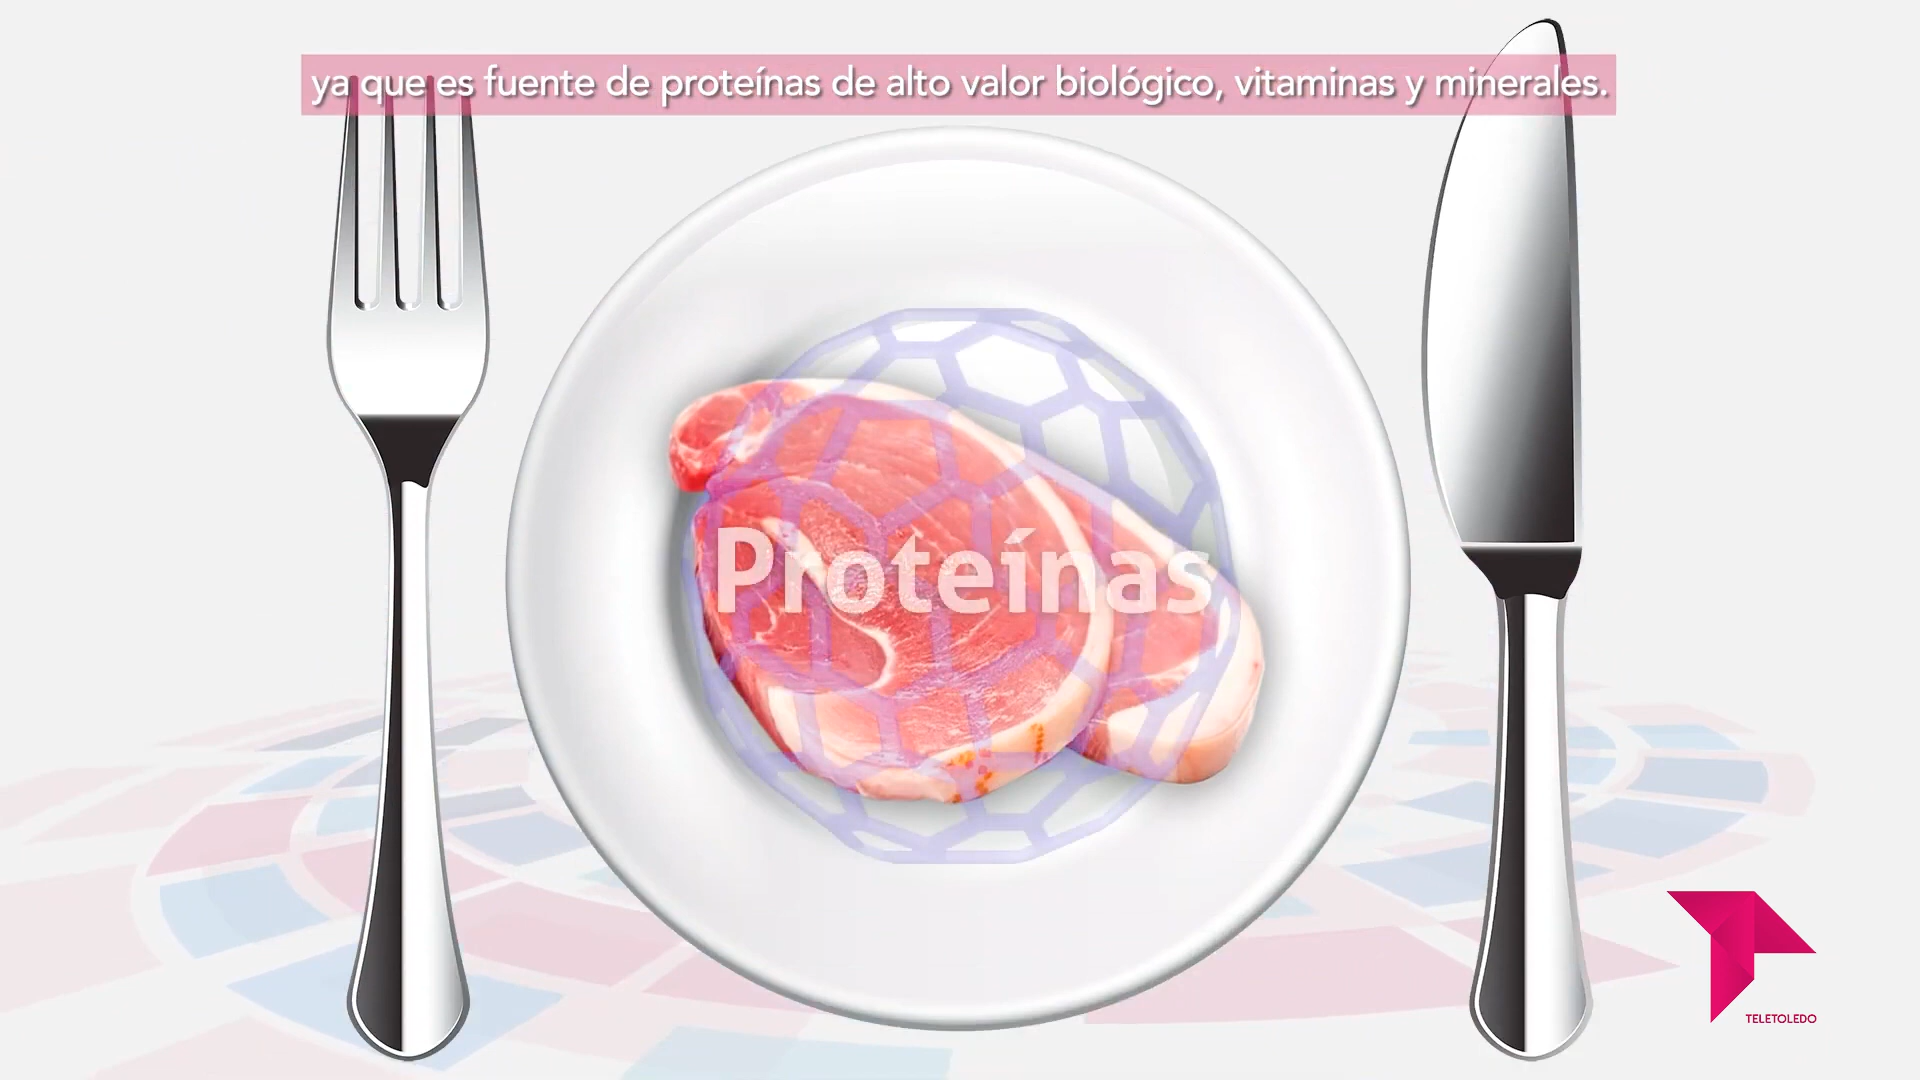 ya que es fuente de proteínas de alto valor biológico, vitaminas y minerales.
Proteínas
TELETOLEDO